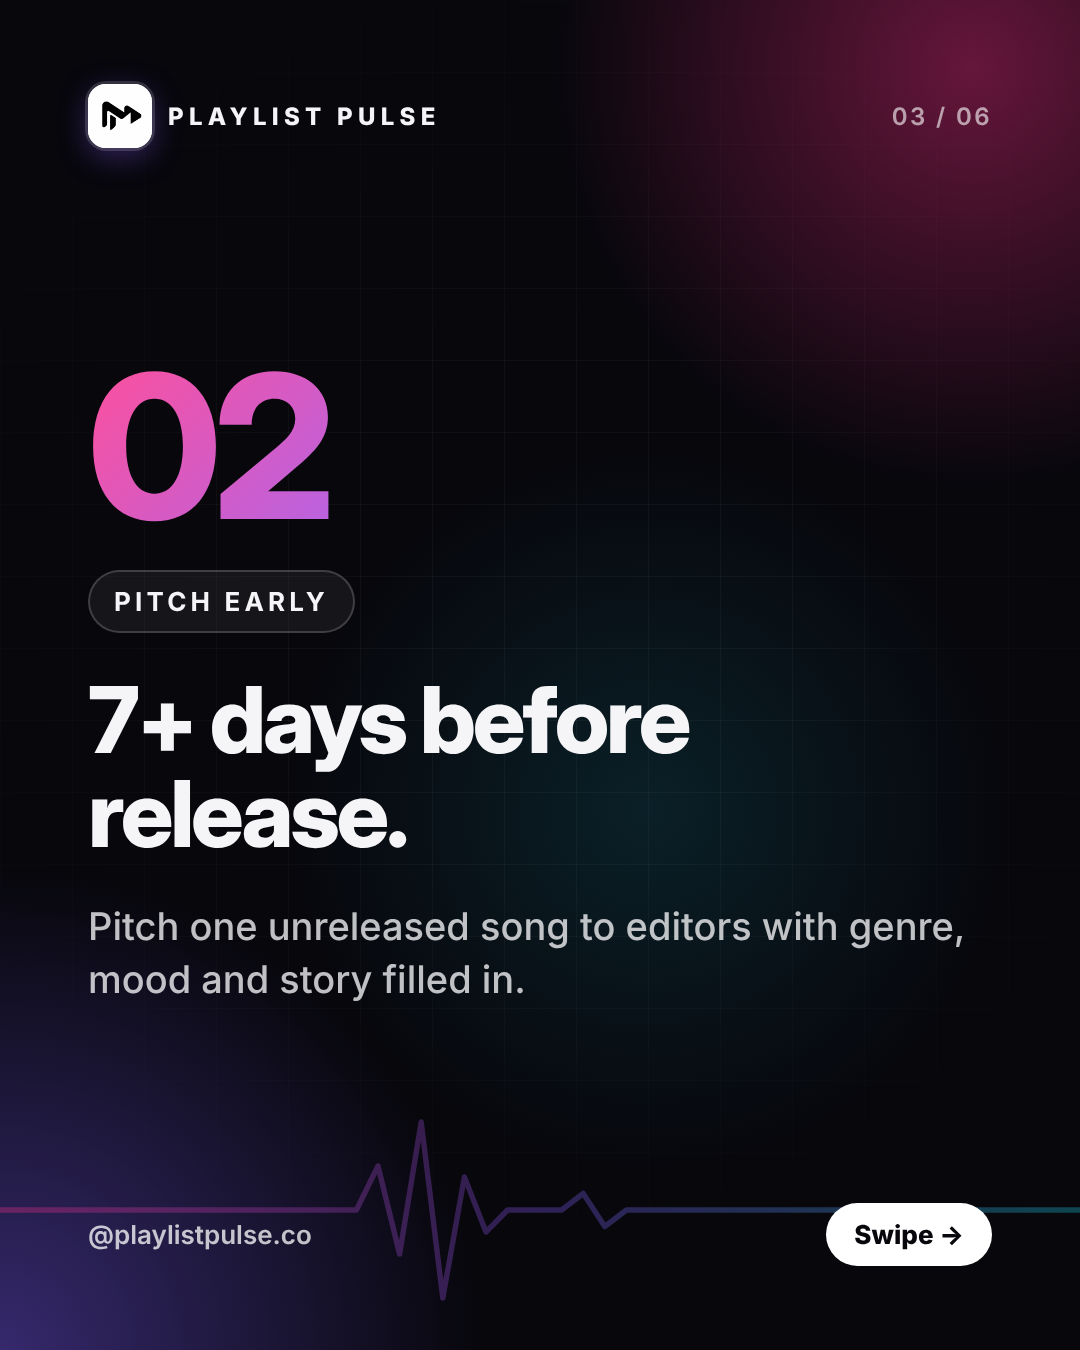 PLAYLIST PULSE
03 / 06
02
PITCH EARLY
7+ days before
release.
Pitch one unreleased song to editors with genre,
mood and story filled in.
@playlistpulse.co
Swipe →